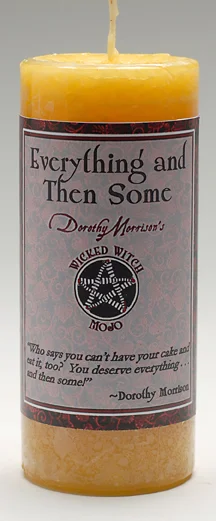 Everything and
Then Some
Dorothy Morrison's
WICKED WITCH
MOJO
"Who says you can't have your cake and
eat it, too? You deserve everything . . .
and then some!"
~Dorothy Morrison